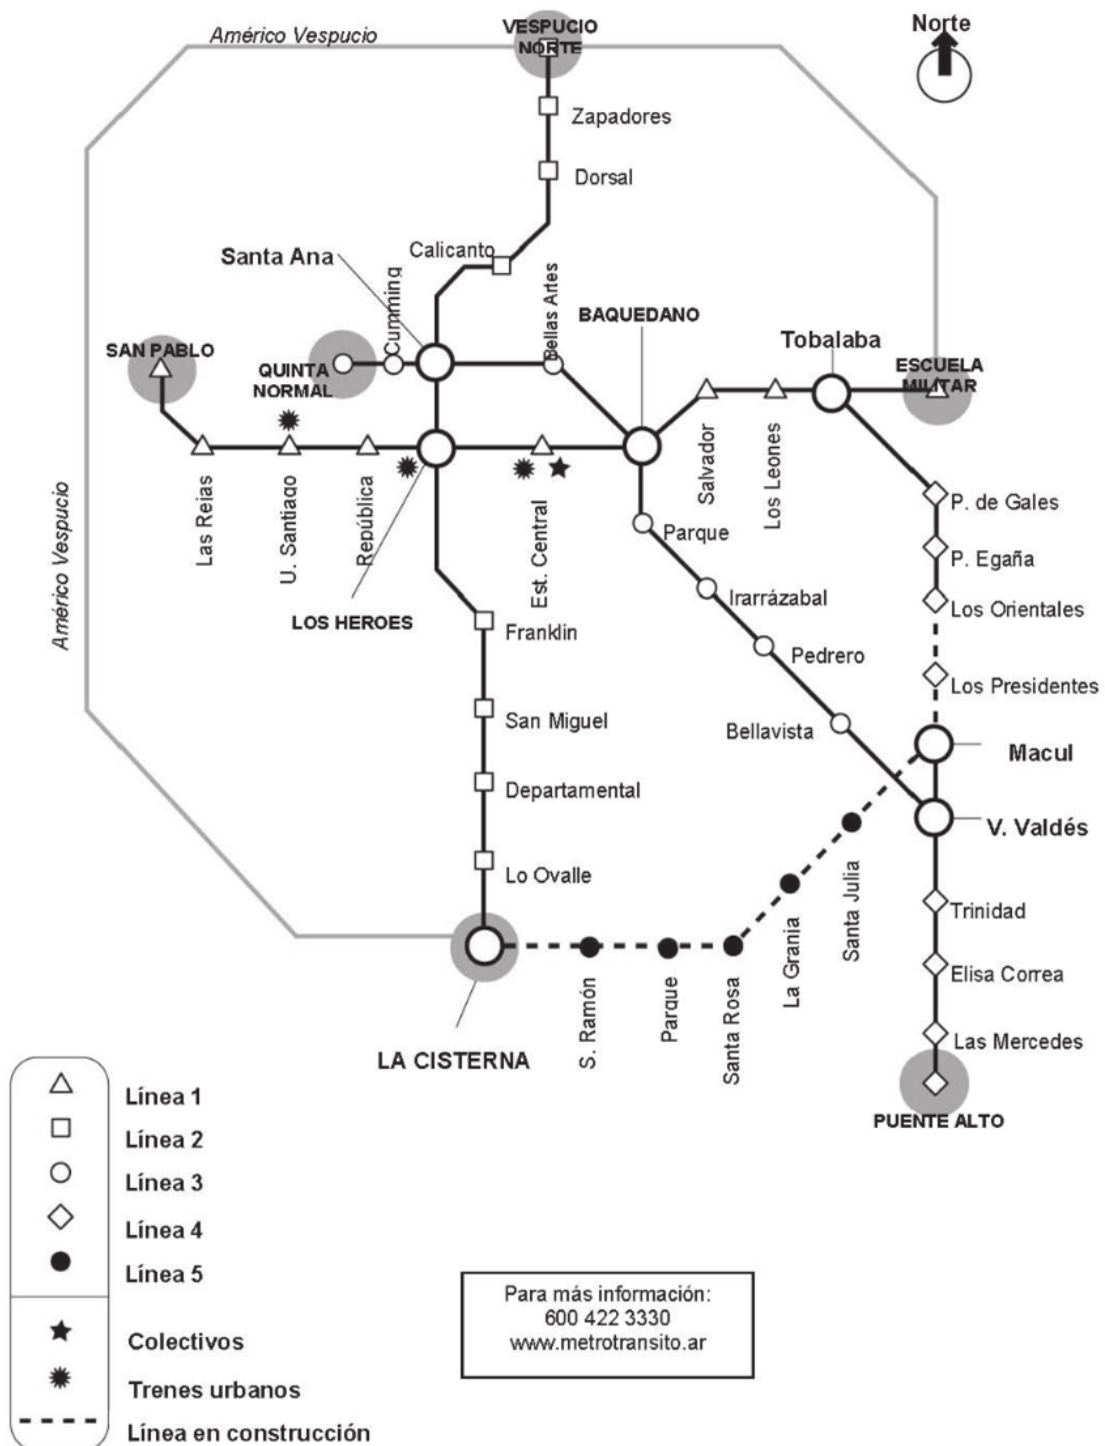 Norte
Américo Vespucio
VESPUCIO
NORTE
Zapadores
Dorsal
Calicanto
Santa Ana
Cumming
Bellas Artes
BAQUEDANO
Tobalaba
SAN PABLO
QUINTA
NORMAL
ESCUELA
MILITAR
Las Rejas
U. Santiago
República
Est. Central
Salvador
Los Leones
LOS HEROES
Parque
Irarrázabal
Pedrero
Bellavista
P. de Gales
P. Egaña
Los Orientales
Los Presidentes
Macul
V. Valdés
Américo Vespucio
Franklin
San Miguel
Departamental
Lo Ovalle
LA CISTERNA
S. Ramón
Parque
Santa Rosa
La Grania
Santa Julia
Trinidad
Elisa Correa
Las Mercedes
PUENTE ALTO
Línea 1
Línea 2
Línea 3
Línea 4
Línea 5
Colectivos
Trenes urbanos
Línea en construcción
Para más información:
600 422 3330
www.metrotransito.ar